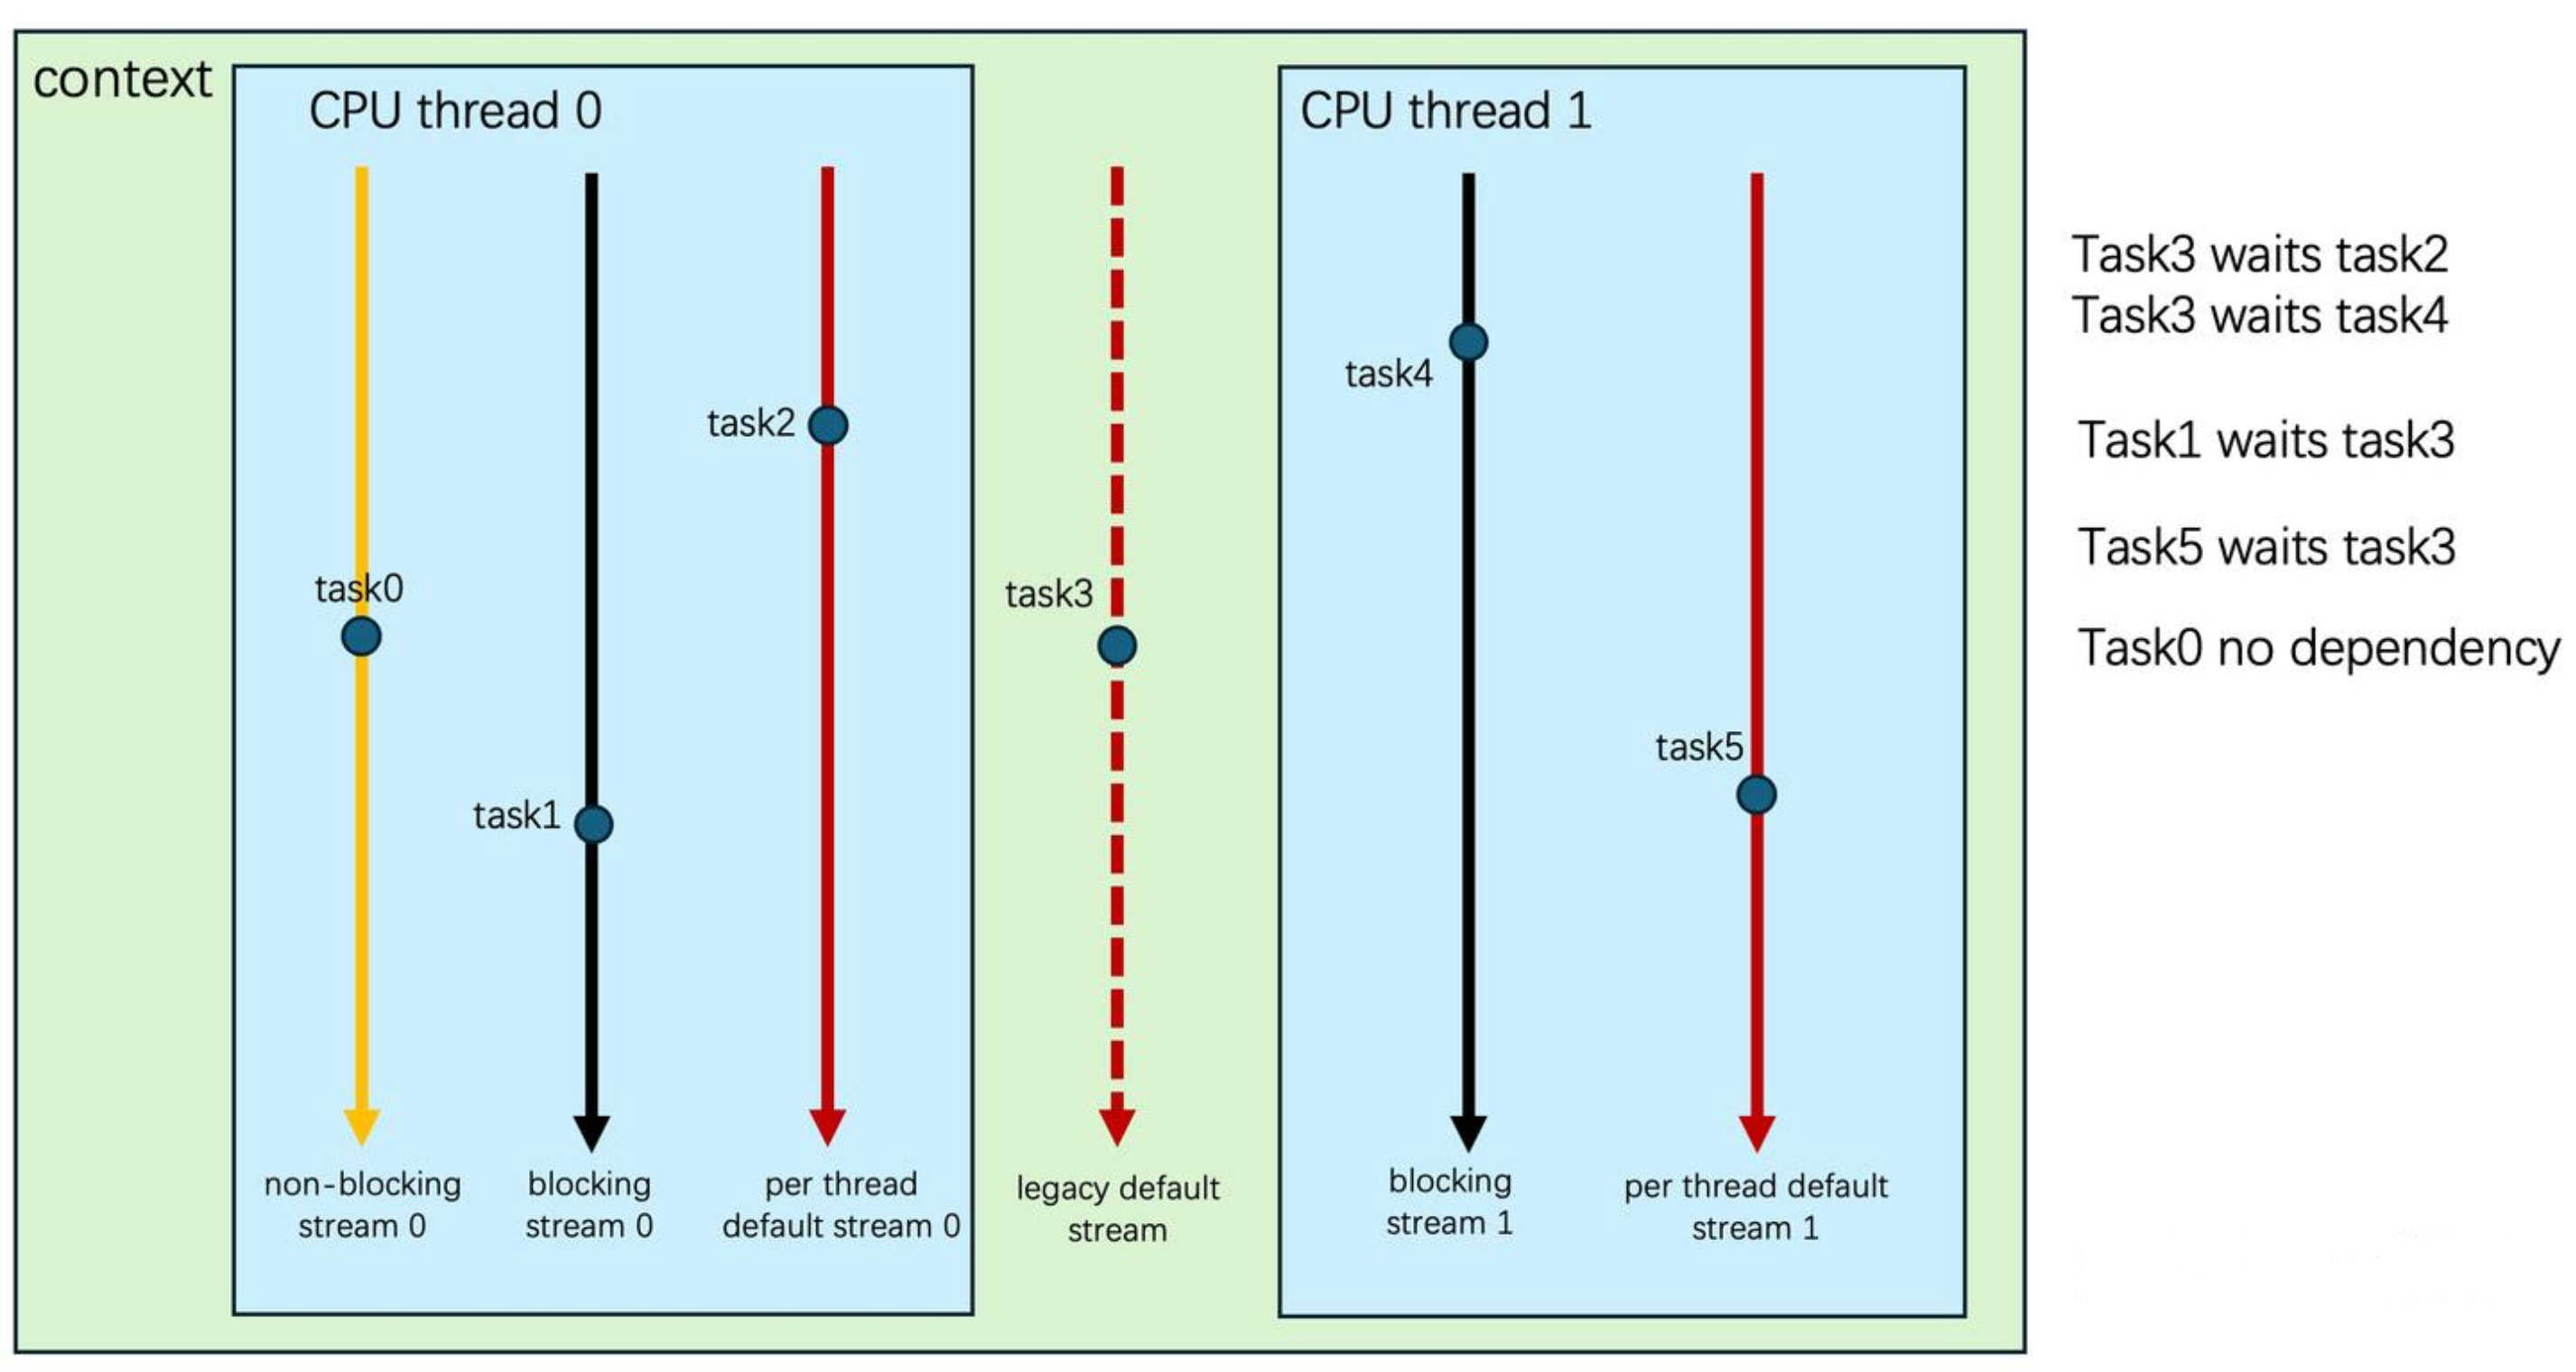 context
CPU thread 0
task0
task1
task2
non-blocking
stream 0
blocking
stream 0
per thread
default stream 0
task3
legacy default
stream
CPU thread 1
task4
task5
blocking
stream 1
per thread default
stream 1
Task3 waits task2
Task3 waits task4
Task1 waits task3
Task5 waits task3
Task0 no dependency